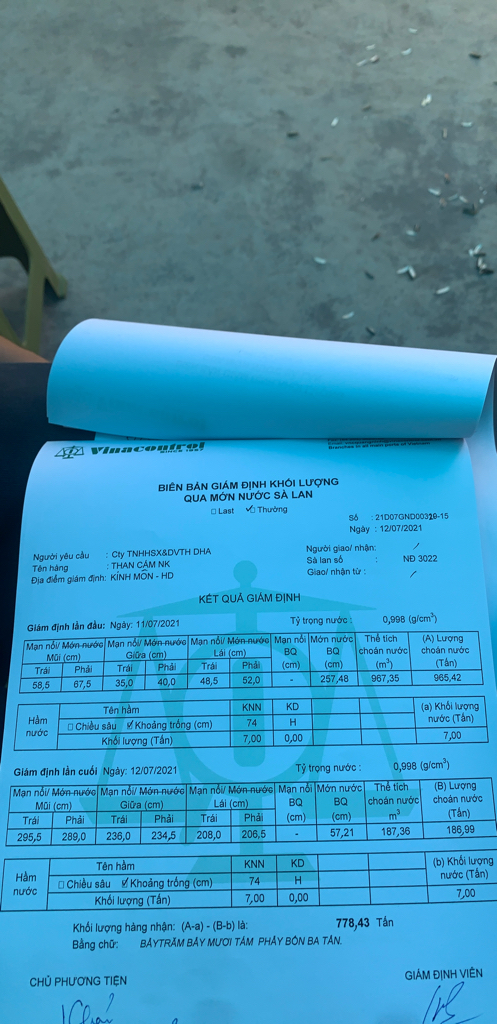 Vinacontrol
SINCE 1957
BIÊN BẢN GIÁM ĐỊNH KHỐI LƯỢNG
QUA MỚN NƯỚC SÀ LAN
☐ Last ☑ Thường
Số : 21D07GND00320-15
Ngày : 12/07/2021
Người yêu cầu : Cty TNHHSX&DVTH DHA
Người giao/ nhận: /
Tên hàng : THAN CÁM NK
Sà lan số : NĐ 3022
Địa điểm giám định: KINH MÔN - HD
Giao/ nhận từ : /
KẾT QUẢ GIÁM ĐỊNH
Giám định lần đầu: Ngày: 11/07/2021 Tỷ trọng nước : 0,998 (g/cm³)
Mạn nổi/ Mớn nước Mũi (cm) Mạn nổi/ Mớn nước Giữa (cm) Mạn nổi/ Mớn nước Lái (cm) Mạn nổi BQ (cm) Mớn nước BQ (cm) Thể tích choán nước (m³) (A) Lượng choán nước (Tấn)
Trái Phải Trái Phải Trái Phải
58,5 67,5 35,0 40,0 48,5 52,0 - 257,48 967,35 965,42
Hầm nước Tên hầm KNN KD (a) Khối lượng nước (Tấn)
☐ Chiều sâu ☑ Khoảng trống (cm) 74 H
Khối lượng (Tấn) 7,00 0,00 7,00
Giám định lần cuối Ngày: 12/07/2021 Tỷ trọng nước : 0,998 (g/cm³)
Mạn nổi/ Mớn nước Mũi (cm) Mạn nổi/ Mớn nước Giữa (cm) Mạn nổi/ Mớn nước Lái (cm) Mạn nổi BQ (cm) Mớn nước BQ (cm) Thể tích choán nước m³ (B) Lượng choán nước (Tấn)
Trái Phải Trái Phải Trái Phải
295,5 289,0 236,0 234,5 208,0 206,5 - 57,21 187,36 186,99
Hầm nước Tên hầm KNN KD (b) Khối lượng nước (Tấn)
☐ Chiều sâu ☑ Khoảng trống (cm) 74 H
Khối lượng (Tấn) 7,00 0,00 7,00
Khối lượng hàng nhận: (A-a) - (B-b) là: 778,43 Tấn
Bằng chữ: BẢYTRĂM BẢY MƯƠI TÁM PHẨY BỐN BA TẤN.
CHỦ PHƯƠNG TIỆN
GIÁM ĐỊNH VIÊN